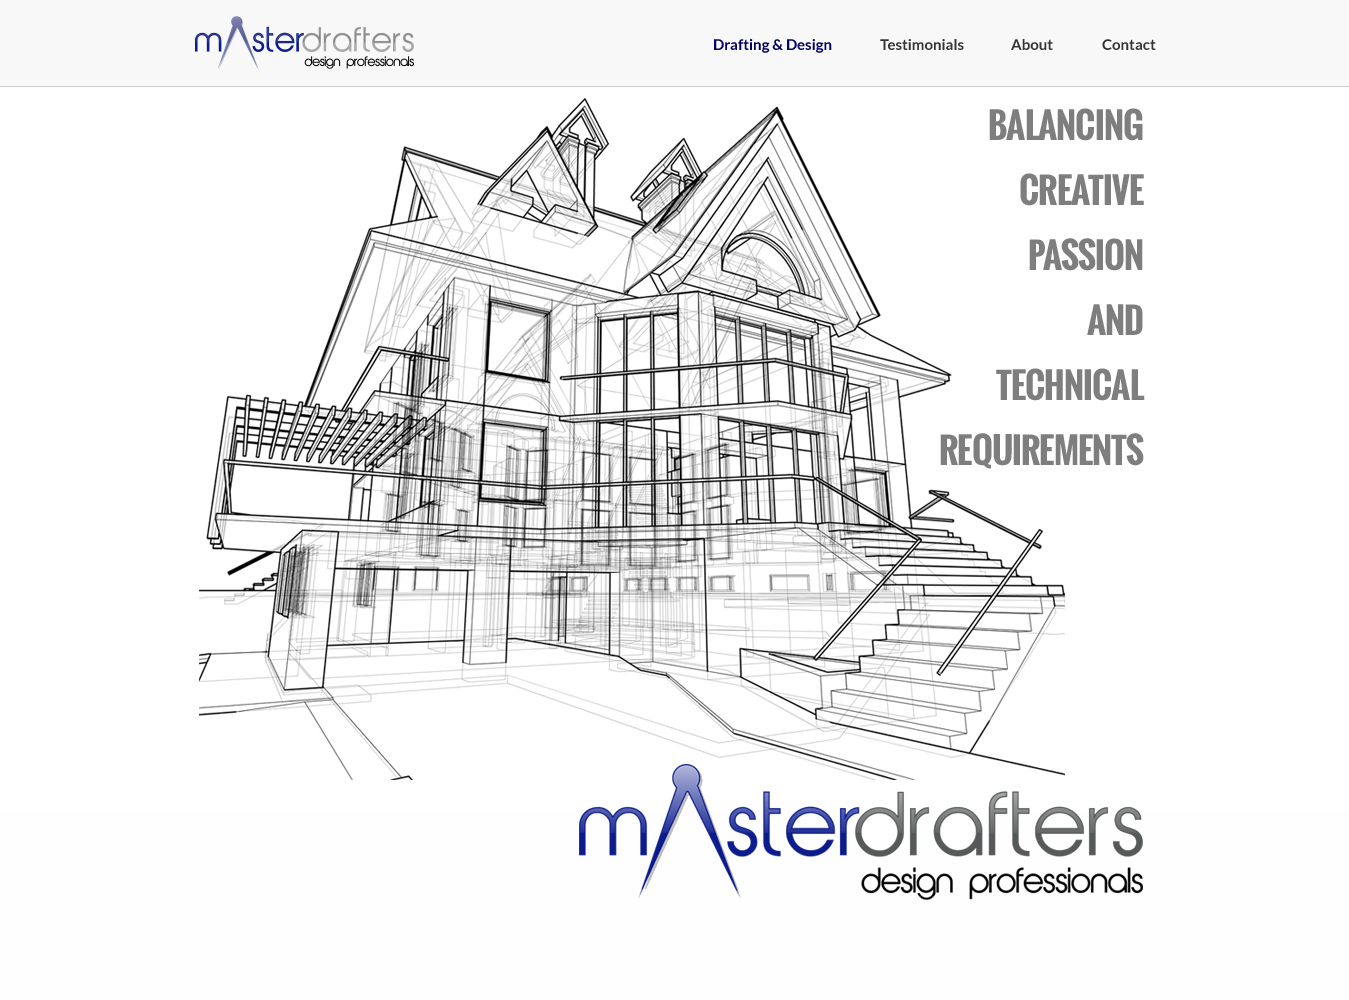 masterdrafters
design professionals
Drafting & Design
Testimonials
About
Contact
BALANCING
CREATIVE
PASSION
AND
TECHNICAL
REQUIREMENTS
masterdrafters
design professionals